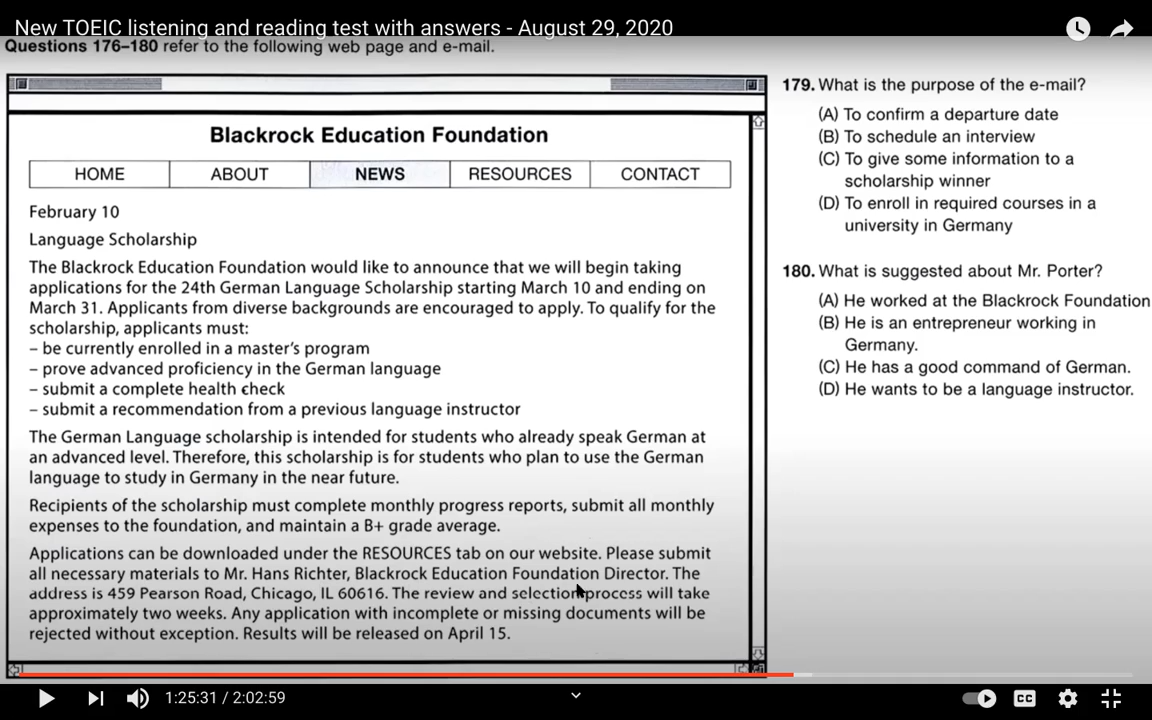 New TOEIC listening and reading test with answers - August 29, 2020
Questions 176–180 refer to the following web page and e-mail.
Blackrock Education Foundation
HOME
ABOUT
NEWS
RESOURCES
CONTACT
February 10
Language Scholarship
The Blackrock Education Foundation would like to announce that we will begin taking
applications for the 24th German Language Scholarship starting March 10 and ending on
March 31. Applicants from diverse backgrounds are encouraged to apply. To qualify for the
scholarship, applicants must:
– be currently enrolled in a master's program
– prove advanced proficiency in the German language
– submit a complete health check
– submit a recommendation from a previous language instructor
The German Language scholarship is intended for students who already speak German at
an advanced level. Therefore, this scholarship is for students who plan to use the German
language to study in Germany in the near future.
Recipients of the scholarship must complete monthly progress reports, submit all monthly
expenses to the foundation, and maintain a B+ grade average.
Applications can be downloaded under the RESOURCES tab on our website. Please submit
all necessary materials to Mr. Hans Richter, Blackrock Education Foundation Director. The
address is 459 Pearson Road, Chicago, IL 60616. The review and selection process will take
approximately two weeks. Any application with incomplete or missing documents will be
rejected without exception. Results will be released on April 15.
179. What is the purpose of the e-mail?
(A) To confirm a departure date
(B) To schedule an interview
(C) To give some information to a
scholarship winner
(D) To enroll in required courses in a
university in Germany
180. What is suggested about Mr. Porter?
(A) He worked at the Blackrock Foundation
(B) He is an entrepreneur working in
Germany.
(C) He has a good command of German.
(D) He wants to be a language instructor.
1:25:31 / 2:02:59
CC